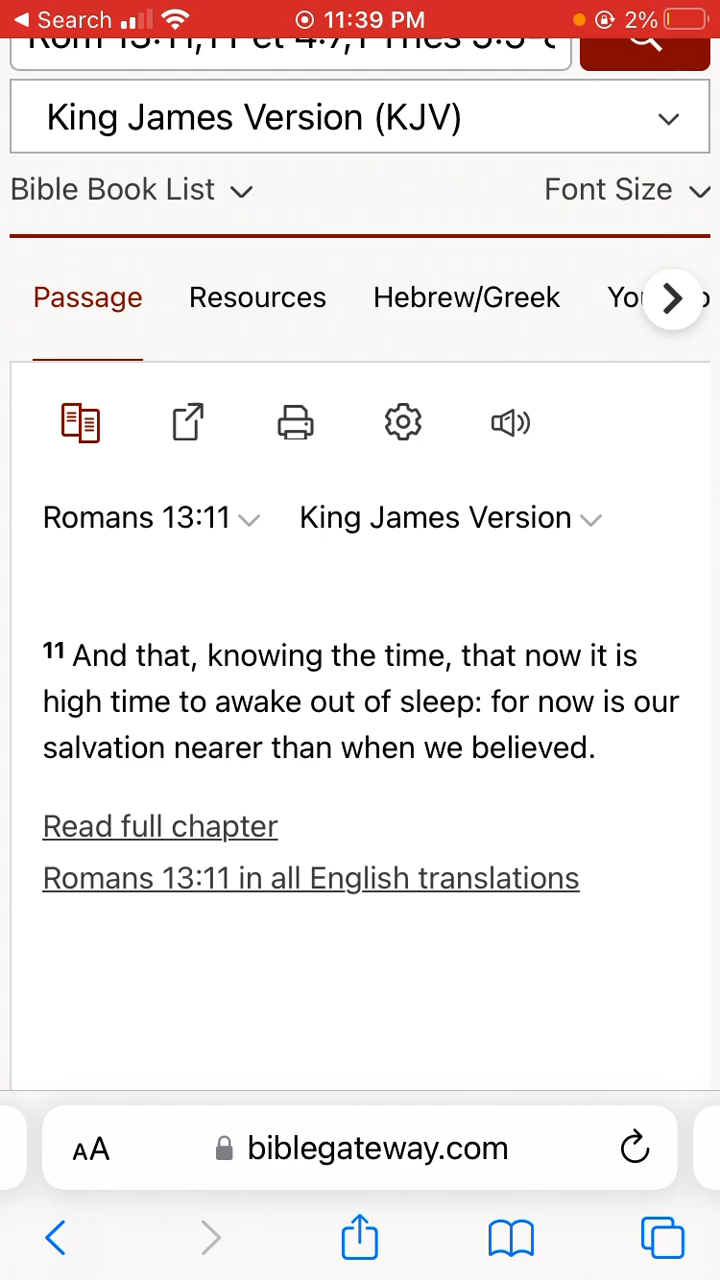 Search 11:39 PM 2%
King James Version (KJV)
Bible Book List Font Size
Passage Resources Hebrew/Greek
Romans 13:11 King James Version
11 And that, knowing the time, that now it is
high time to awake out of sleep: for now is our
salvation nearer than when we believed.
Read full chapter
Romans 13:11 in all English translations
AA biblegateway.com